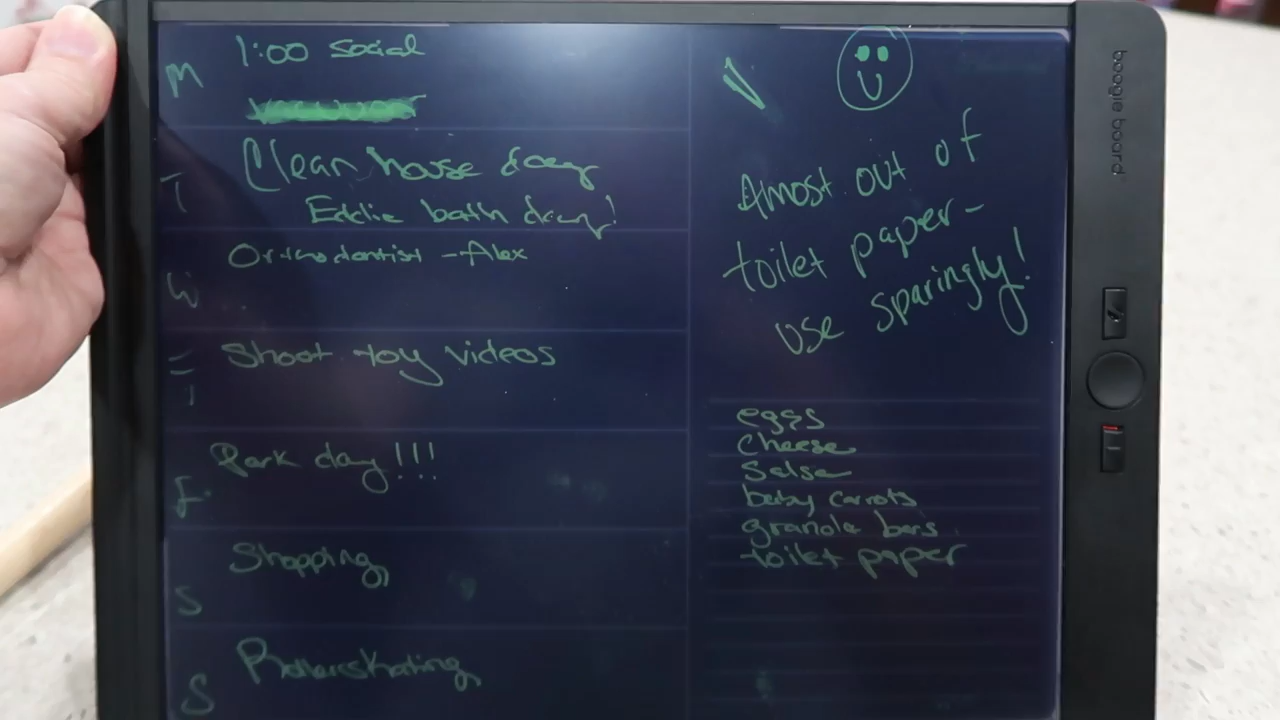 M
1:00 Social
T
Clean house day
Eddie bath day!
W
Orthodontist - Alex
T
Shoot toy videos
F
Park day!!!
S
Shopping
S
Rollerskating
Almost out of
toilet paper -
use sparingly!
eggs
cheese
Salsa
baby carrots
granola bars
toilet paper
boogie board